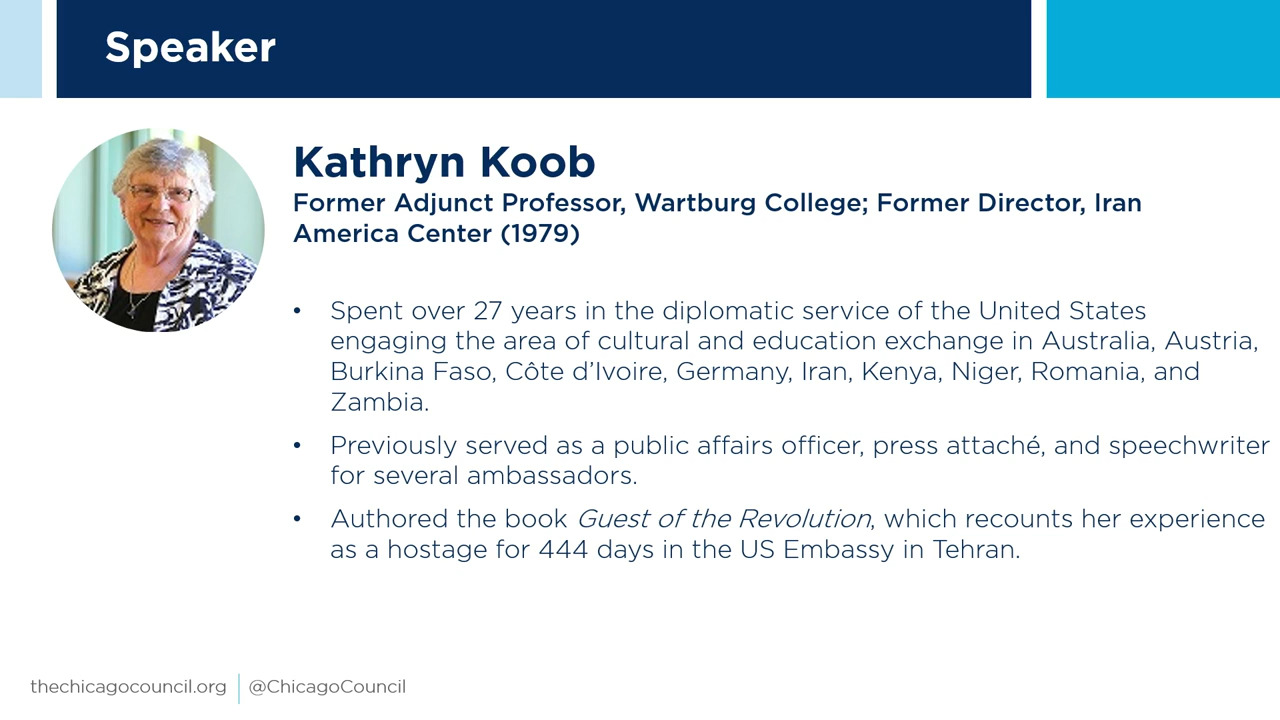 Speaker
Kathryn Koob
Former Adjunct Professor, Wartburg College; Former Director, Iran
America Center (1979)
• Spent over 27 years in the diplomatic service of the United States
engaging the area of cultural and education exchange in Australia, Austria,
Burkina Faso, Côte d’Ivoire, Germany, Iran, Kenya, Niger, Romania, and
Zambia.
• Previously served as a public affairs officer, press attaché, and speechwriter
for several ambassadors.
• Authored the book Guest of the Revolution, which recounts her experience
as a hostage for 444 days in the US Embassy in Tehran.
thechicagocouncil.org | @ChicagoCouncil